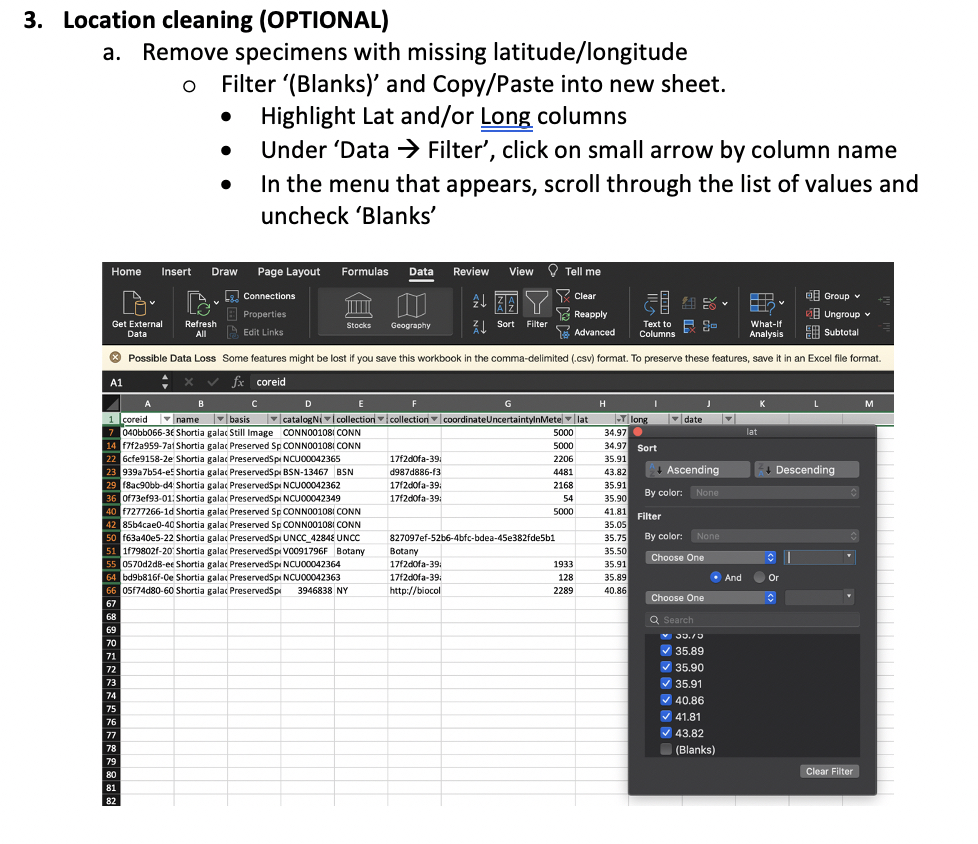 3. Location cleaning (OPTIONAL)
a. Remove specimens with missing latitude/longitude
o Filter ‘(Blanks)’ and Copy/Paste into new sheet.
• Highlight Lat and/or Long columns
• Under ‘Data → Filter’, click on small arrow by column name
• In the menu that appears, scroll through the list of values and
uncheck ‘Blanks’
Home Insert Draw Page Layout Formulas Data Review View Tell me
Get External Data
Refresh All
Connections
Properties
Edit Links
Stocks Geography
Sort Filter
Clear
Reapply
Advanced
Text to Columns
What-If Analysis
Group
Ungroup
Subtotal
Possible Data Loss Some features might be lost if you save this workbook in the comma-delimited (.csv) format. To preserve these features, save it in an Excel file format.
A1 fx coreid
A B C D E F G H I J K L M
1 coreid name basis catalogNu collection collection coordinateUncertaintyInMete lat long date
7 040bb066-3e Shortia galac Still Image CONN00108 CONN 5000 34.97
14 f7f2a959-7a Shortia galac Preserved Sp CONN00108 CONN 5000 34.97
22 6cfe9158-2e Shortia galac PreservedSpe NCU00042365 17f2d0fa-39 2206 35.91
23 939a7b54-e5 Shortia galac PreservedSpe BSN-13467 BSN d987d886-f3 4481 43.82
29 f8ac90bb-d4 Shortia galac PreservedSpe NCU00042362 17f2d0fa-39 2168 35.91
36 0f73ef93-01 Shortia galac PreservedSpe NCU00042349 17f2d0fa-39 54 35.90
40 f7277266-1d Shortia galac Preserved Sp CONN00108 CONN 5000 41.81
42 85b4cae0-40 Shortia galac Preserved Sp CONN00108 CONN 35.05
50 f63a40e5-22 Shortia galac PreservedSpe UNCC_42848 UNCC 827097ef-52b6-4bfc-bdea-45e382fde5b1 35.75
51 1f79802f-20 Shortia galac PreservedSpe V0091796F Botany Botany 35.50
55 0570d2d8-ee Shortia galac PreservedSpe NCU00042364 17f2d0fa-39 1933 35.91
64 bd9b816f-0e Shortia galac PreservedSpe NCU00042363 17f2d0fa-39 128 35.89
66 05f74d80-60 Shortia galac PreservedSpe 3946838 NY http://biocol 2289 40.86
67
68
69
70
71
72
73
74
75
76
77
78
79
80
81
82
lat
Sort
Ascending Descending
By color: None
Filter
By color: None
Choose One
And Or
Choose One
Search
35.75
35.89
35.90
35.91
40.86
41.81
43.82
(Blanks)
Clear Filter